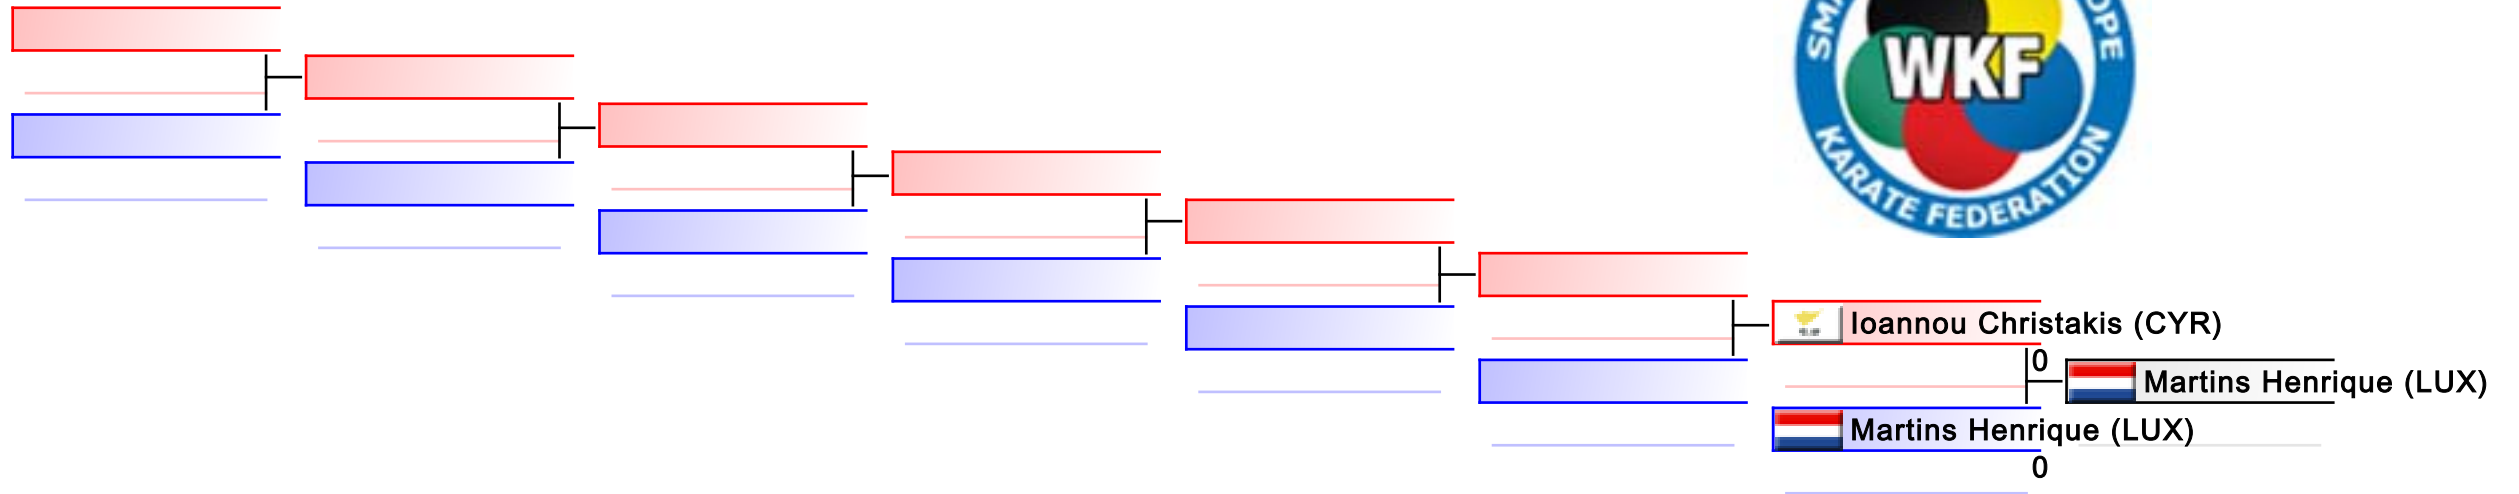 WKF
KARATE FEDERATION
Ioannou Christakis (CYR)
0
Martins Henrique (LUX)
Martins Henrique (LUX)
0